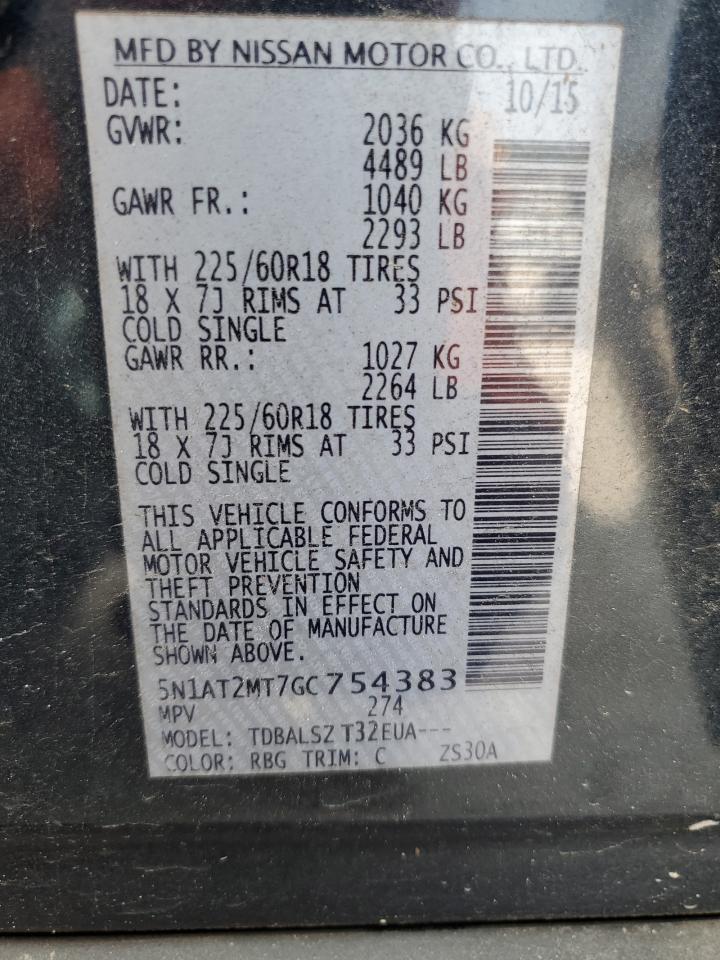 MFD BY NISSAN MOTOR CO., LTD.
DATE: 10/15
GVWR: 2036 KG
4489 LB
GAWR FR.: 1040 KG
2293 LB
WITH 225/60R18 TIRES
18 X 7J RIMS AT 33 PSI
COLD SINGLE
GAWR RR.: 1027 KG
2264 LB
WITH 225/60R18 TIRES
18 X 7J RIMS AT 33 PSI
COLD SINGLE
THIS VEHICLE CONFORMS TO
ALL APPLICABLE FEDERAL
MOTOR VEHICLE SAFETY AND
THEFT PREVENTION
STANDARDS IN EFFECT ON
THE DATE OF MANUFACTURE
SHOWN ABOVE.
5N1AT2MT7GC754383
MPV 274
MODEL: TDBALSZ T32EUA---
COLOR: RBG TRIM: C ZS30A